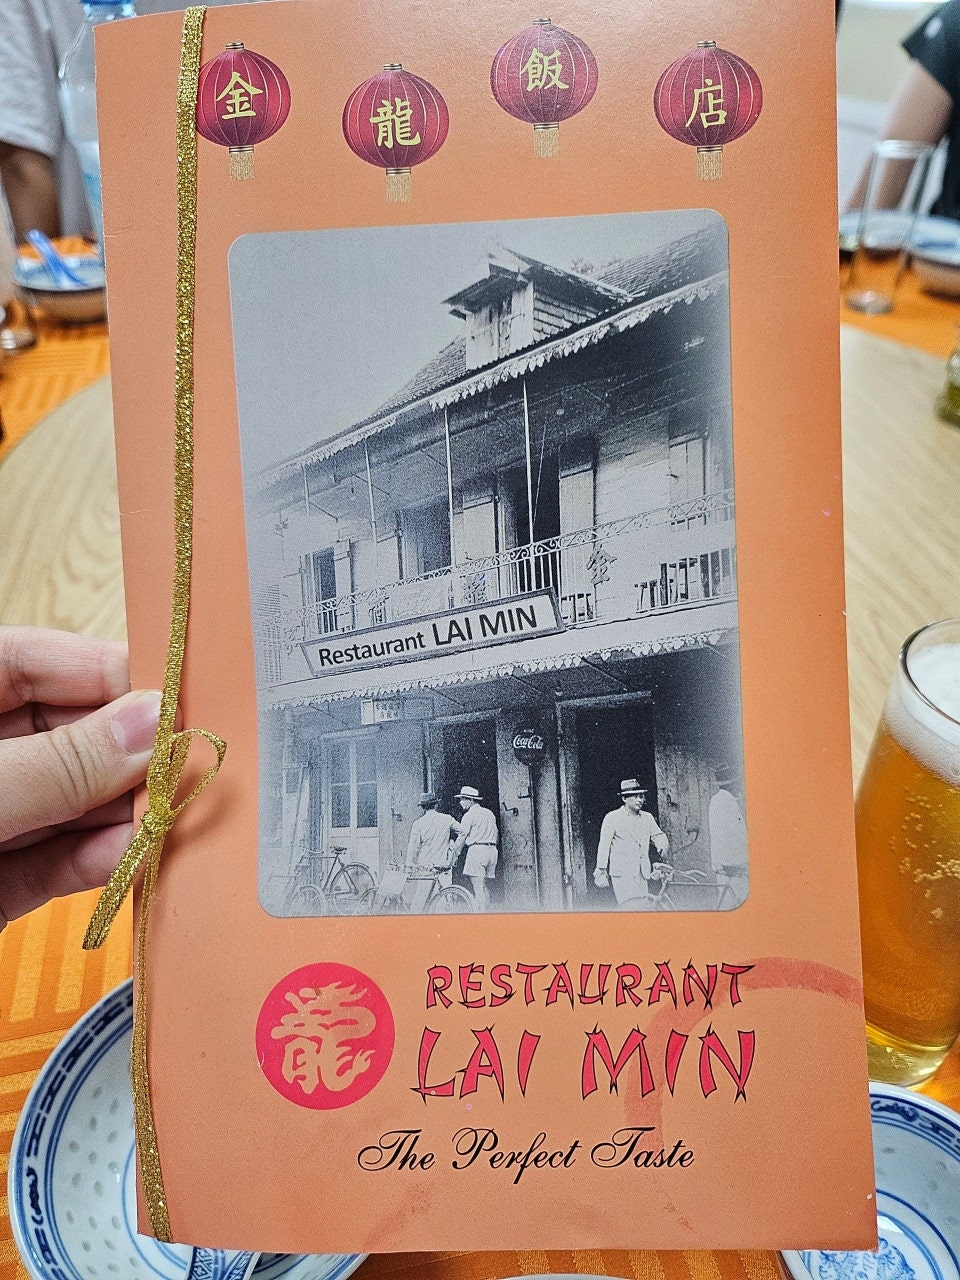 金龍飯店
Restaurant LAI MIN
Coca-Cola
龍
RESTAURANT
LAI MIN
The Perfect Taste